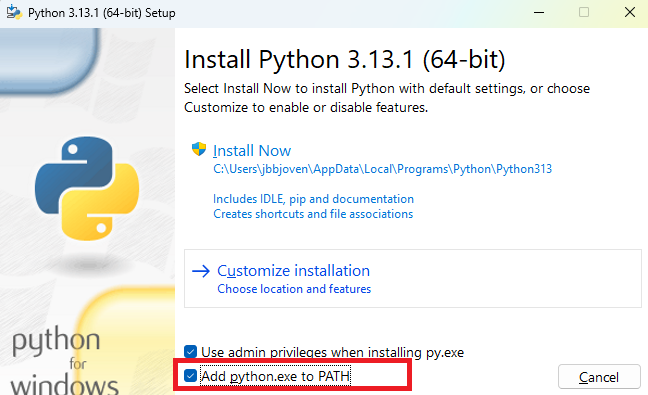 Python 3.13.1 (64-bit) Setup
Install Python 3.13.1 (64-bit)
Select Install Now to install Python with default settings, or choose
Customize to enable or disable features.
Install Now
C:\Users\jbbjoven\AppData\Local\Programs\Python\Python313
Includes IDLE, pip and documentation
Creates shortcuts and file associations
Customize installation
Choose location and features
python
for
windows
Use admin privileges when installing py.exe
Add python.exe to PATH
Cancel